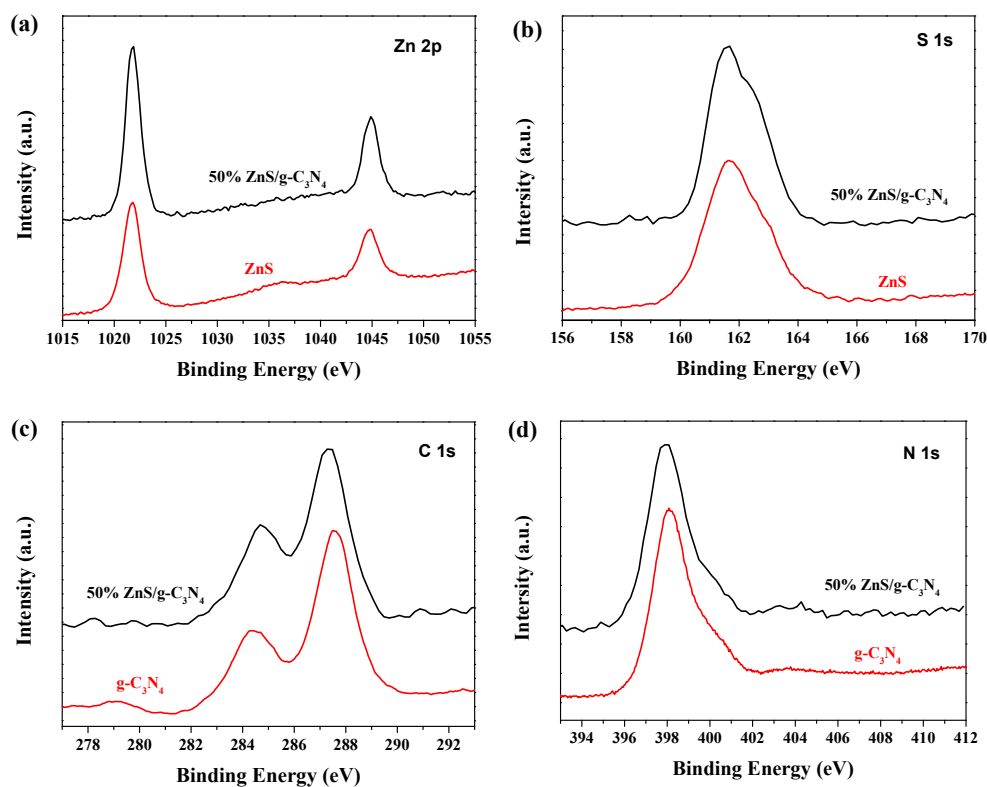 (a)
Zn 2p
50% ZnS/g-C₃N₄
ZnS
Intensity (a.u.)
1015 1020 1025 1030 1035 1040 1045 1050 1055
Binding Energy (eV)
(b)
S 1s
50% ZnS/g-C₃N₄
ZnS
Intersity (a.u.)
156 158 160 162 164 166 168 170
Binding Energy (eV)
(c)
C 1s
50% ZnS/g-C₃N₄
g-C₃N₄
Intensity (a.u.)
278 280 282 284 286 288 290 292
Binding Energy (eV)
(d)
N 1s
50% ZnS/g-C₃N₄
g-C₃N₄
Intersity (a.u.)
394 396 398 400 402 404 406 408 410 412
Binding Energy (eV)